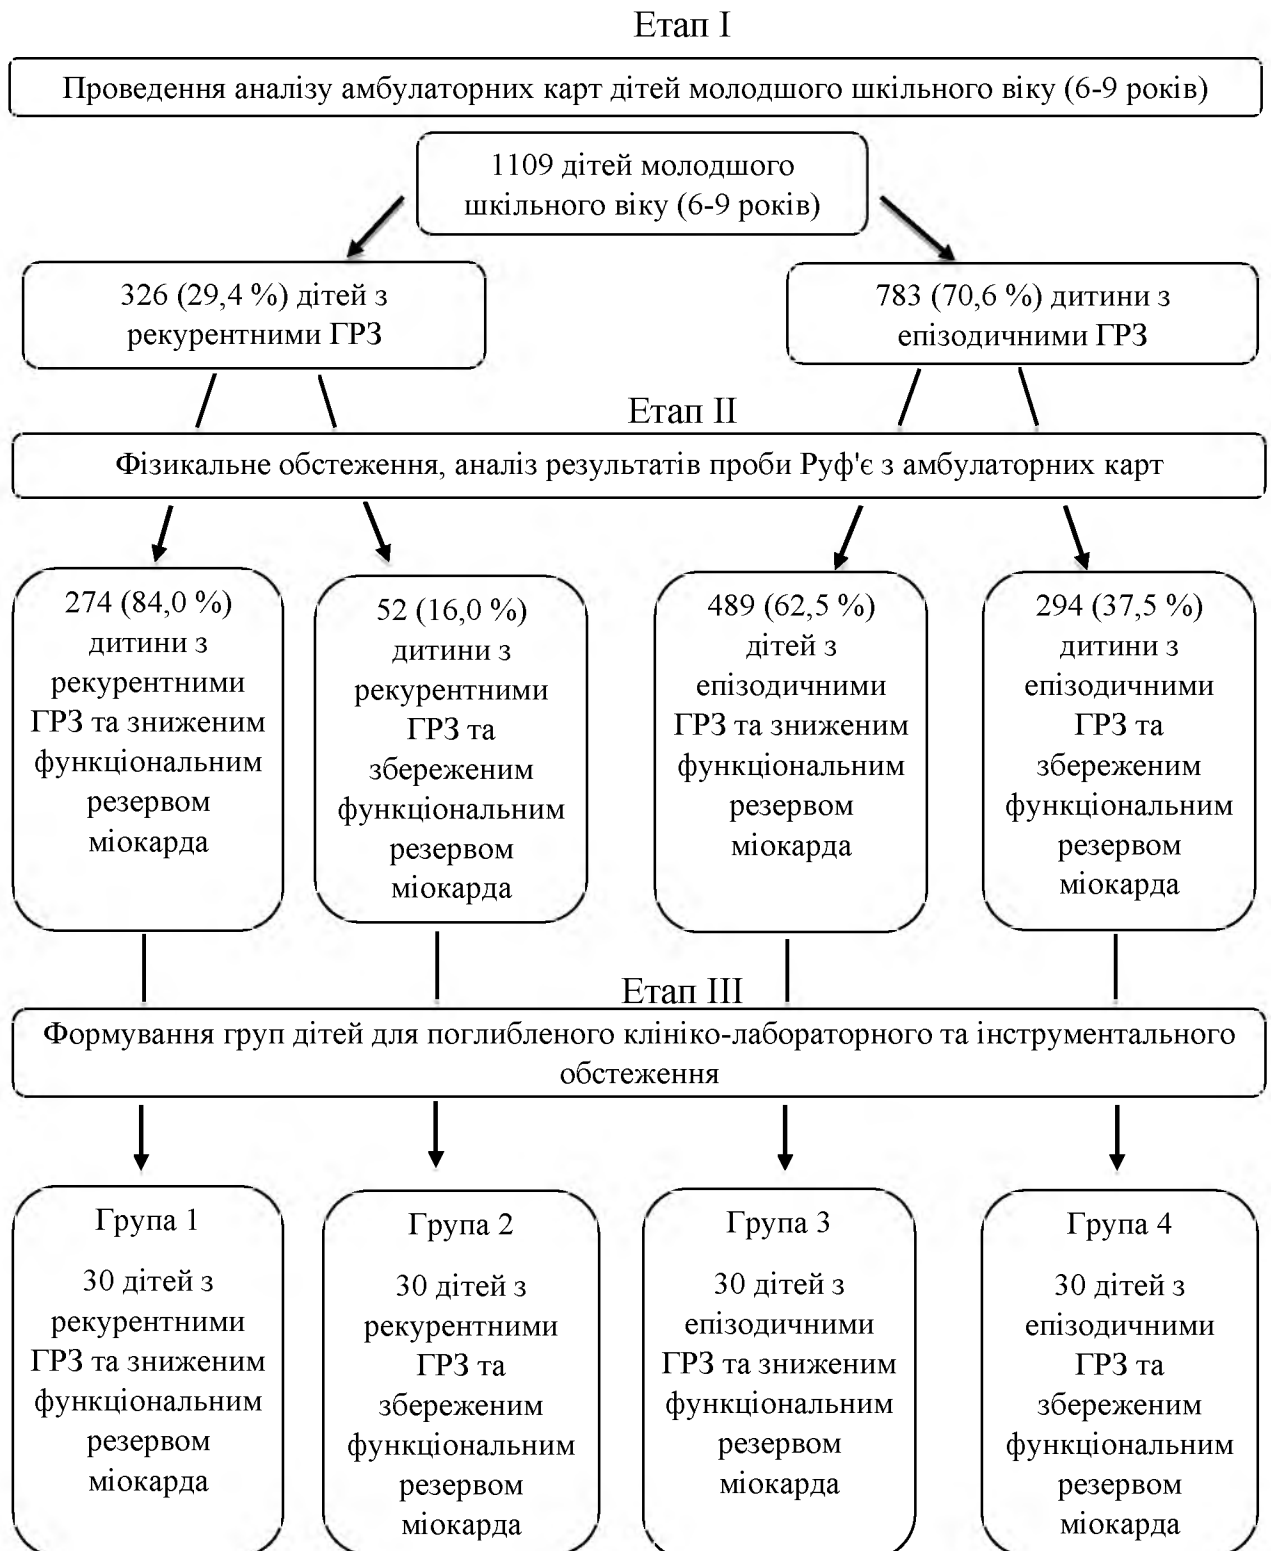 Етап І
Проведення аналізу амбулаторних карт дітей молодшого шкільного віку (6-9 років)
1109 дітей молодшого
шкільного віку (6-9 років)
326 (29,4 %) дітей з
рекурентними ГРЗ
783 (70,6 %) дитини з
епізодичними ГРЗ
Етап ІІ
Фізикальне обстеження, аналіз результатів проби Руф'є з амбулаторних карт
274 (84,0 %)
дитини з
рекурентними
ГРЗ та зниженим
функціональним
резервом
міокарда
52 (16,0 %)
дитини з
рекурентними
ГРЗ та
збереженим
функціональним
резервом
міокарда
489 (62,5 %)
дітей з
епізодичними
ГРЗ та зниженим
функціональним
резервом
міокарда
294 (37,5 %)
дитини з
епізодичними
ГРЗ та
збереженим
функціональним
резервом
міокарда
Етап ІІІ
Формування груп дітей для поглибленого клініко-лабораторного та інструментального
обстеження
Група 1
30 дітей з
рекурентними
ГРЗ та зниженим
функціональним
резервом
міокарда
Група 2
30 дітей з
рекурентними
ГРЗ та
збереженим
функціональним
резервом
міокарда
Група 3
30 дітей з
епізодичними
ГРЗ та зниженим
функціональним
резервом
міокарда
Група 4
30 дітей з
епізодичними
ГРЗ та
збереженим
функціональним
резервом
міокарда